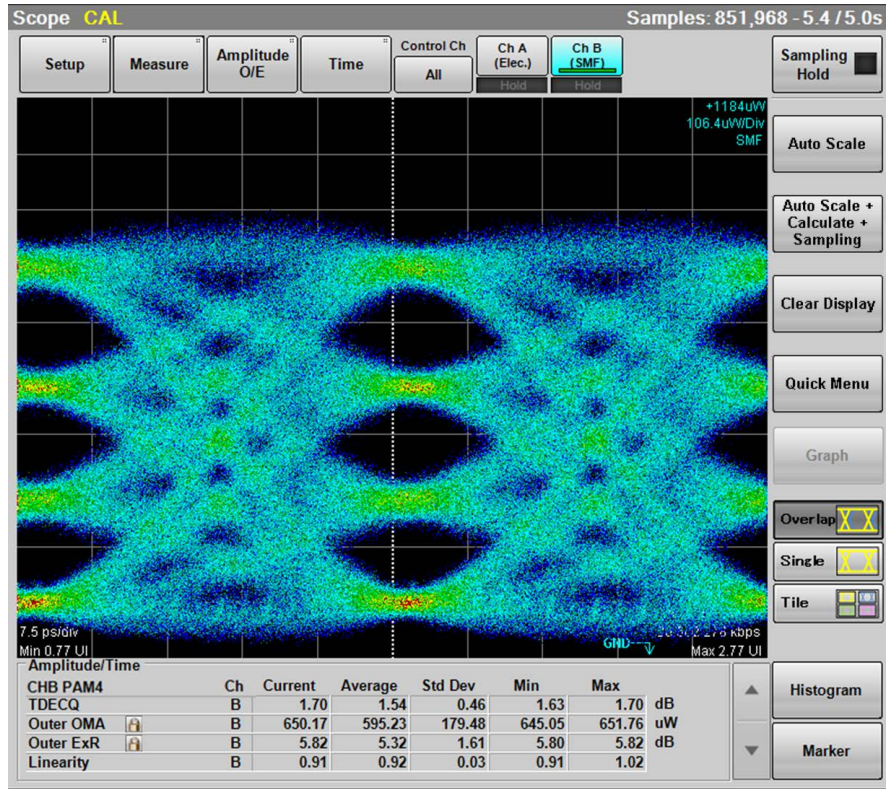 Scope CAL Samples: 851,968 - 5.4 / 5.0s
Setup
Measure
Amplitude
O/E
Time
Control Ch
All
Ch A
(Elec.)
Hold
Ch B
(SMF)
Hold
Sampling
Hold
+1184uW
106.4uW/Div
SMF
Auto Scale
Auto Scale +
Calculate +
Sampling
Clear Display
Quick Menu
Graph
Overlap
Single
Tile
7.5 ps/div
Min 0.77 UI
GND
kbps
Max 2.77 UI
Amplitude/Time
CHB PAM4 Ch Current Average Std Dev Min Max
TDECQ B 1.70 1.54 0.46 1.63 1.70 dB
Outer OMA B 650.17 595.23 179.48 645.05 651.76 uW
Outer ExR B 5.82 5.32 1.61 5.80 5.82 dB
Linearity B 0.91 0.92 0.03 0.91 1.02
Histogram
Marker